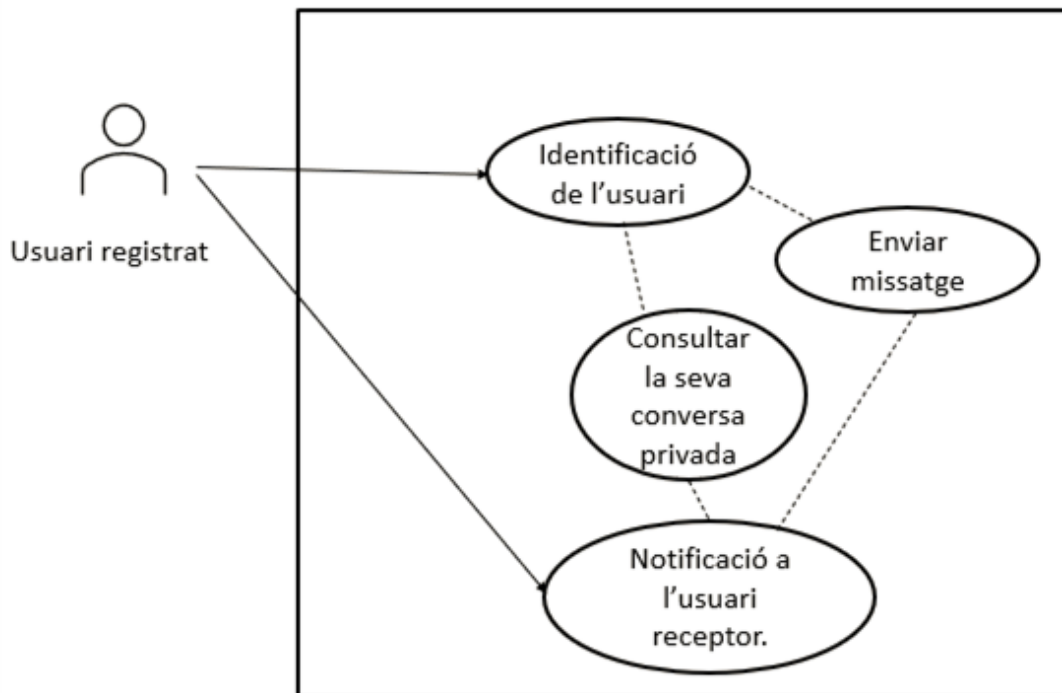 Usuari registrat
Identificació
de l'usuari
Enviar
missatge
Consultar
la seva
conversa
privada
Notificació a
l'usuari
receptor.